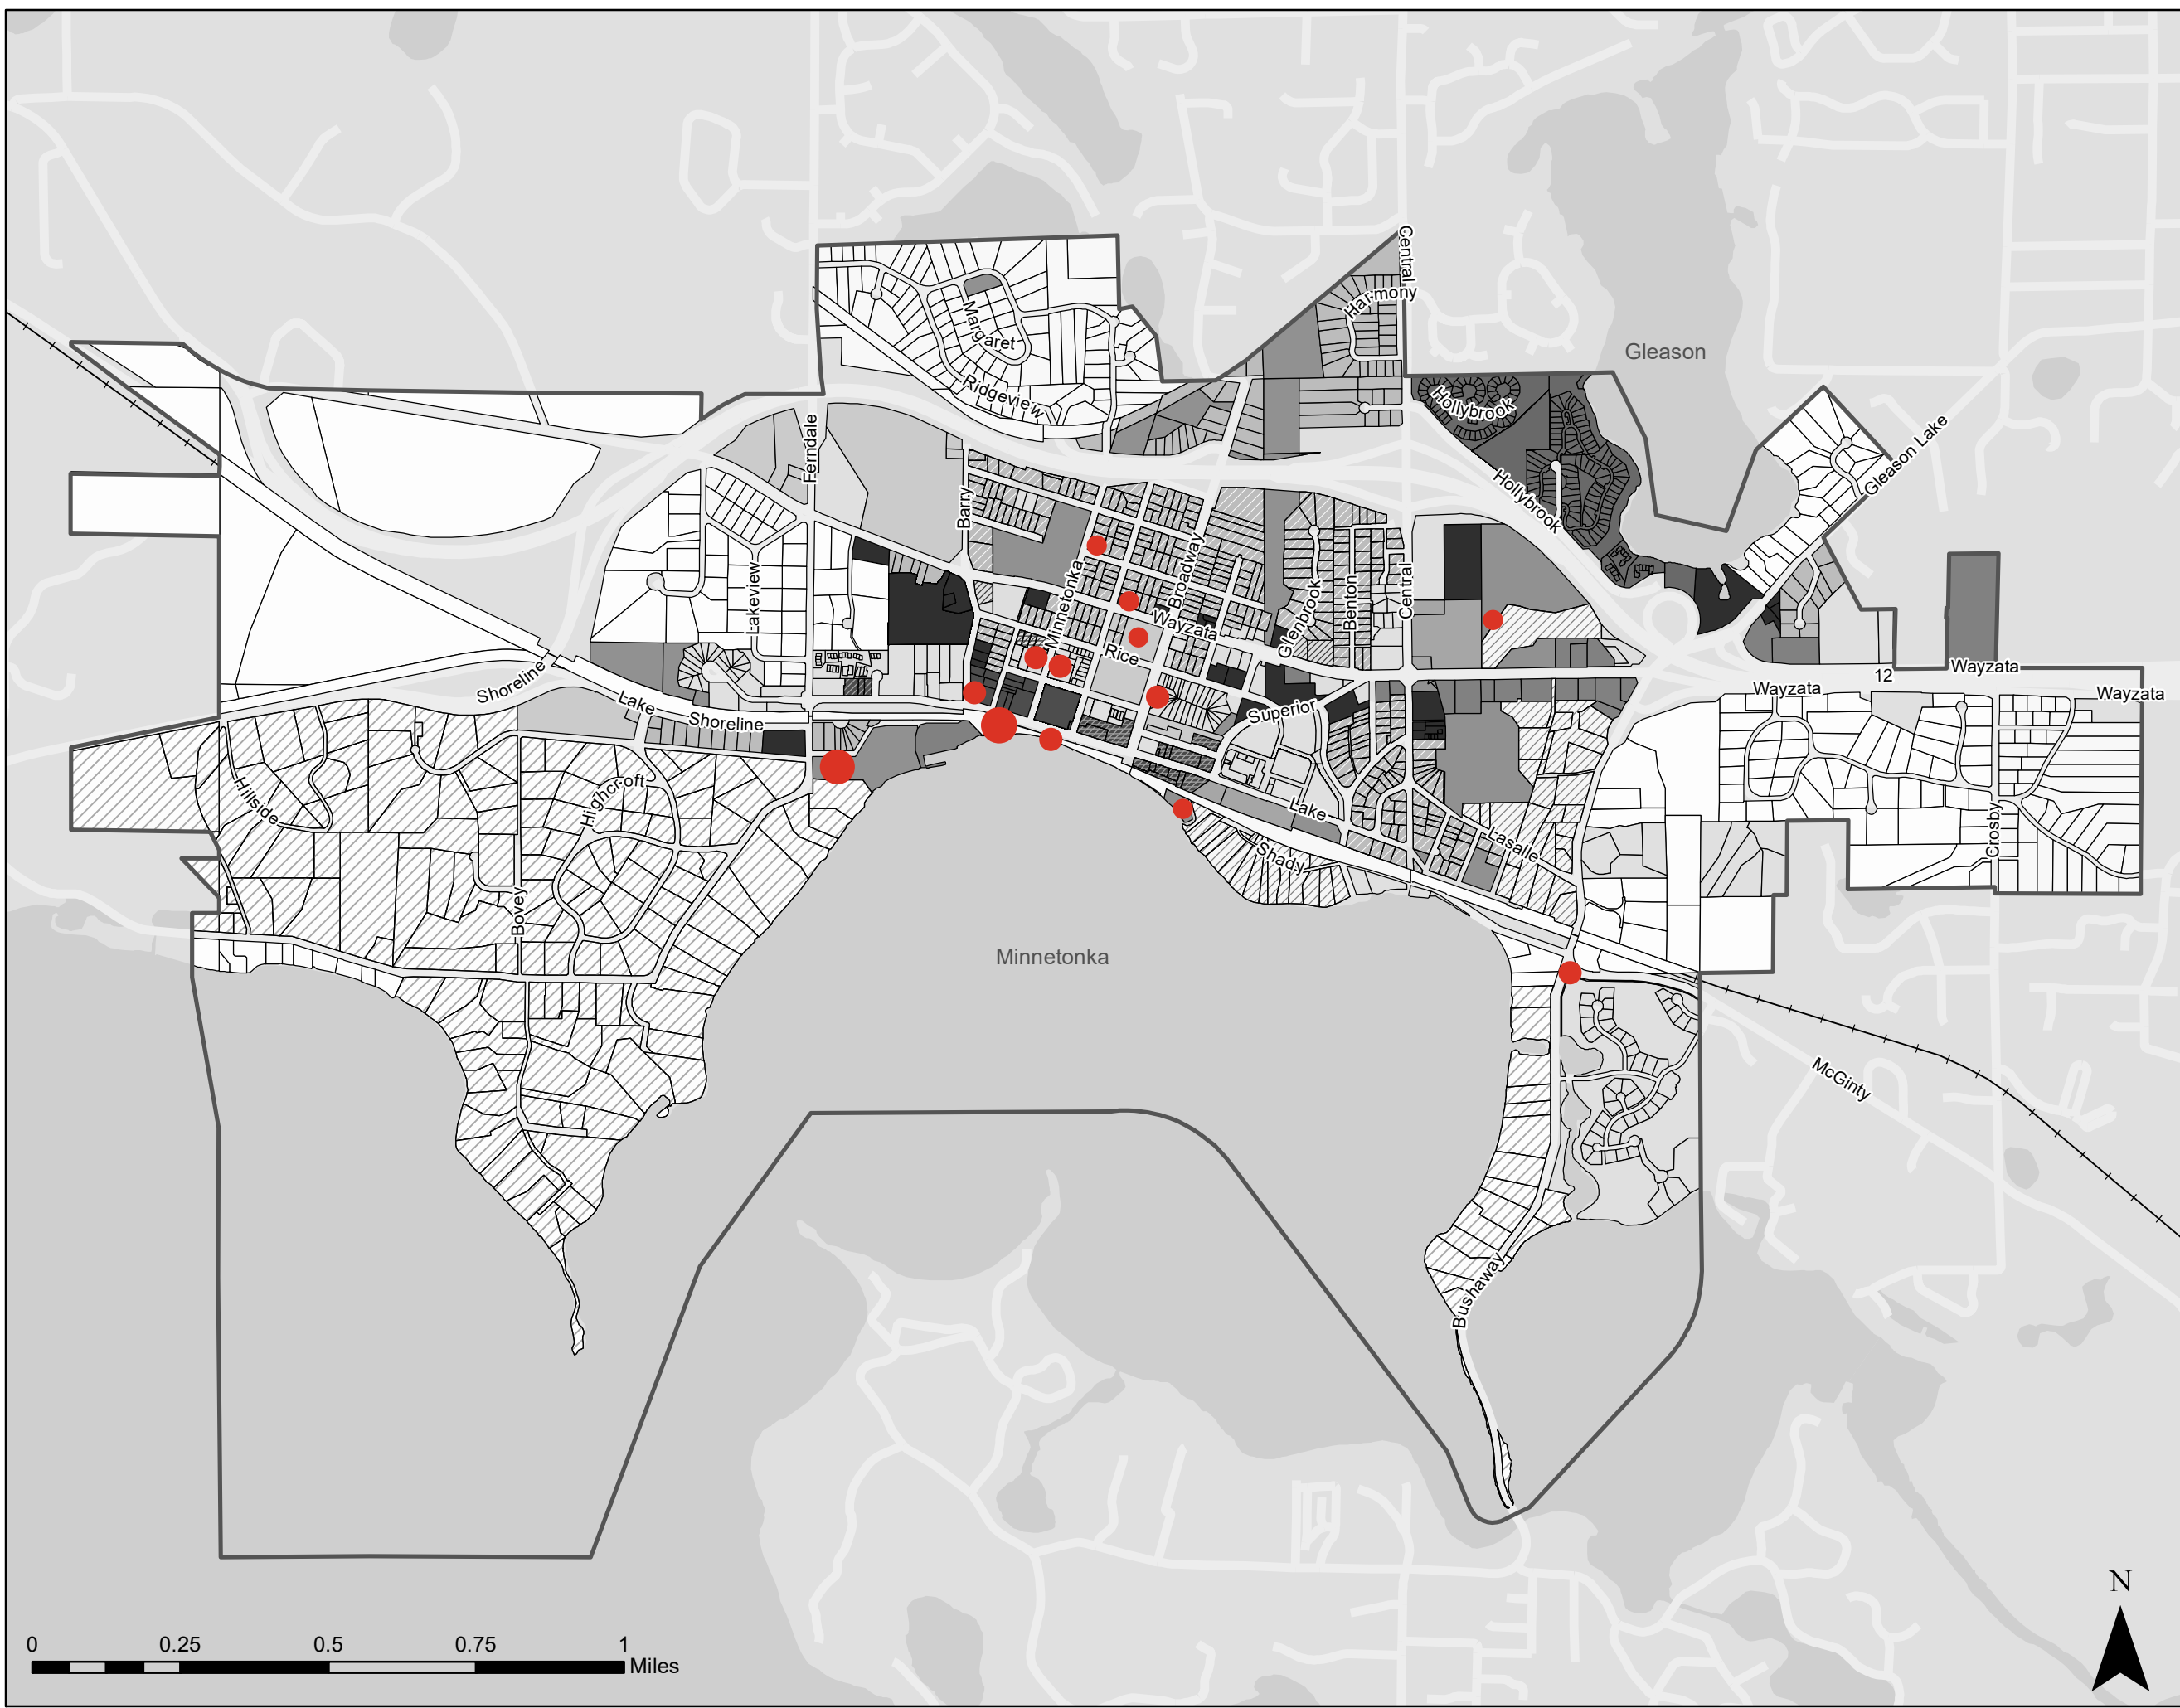 Central
Harmony
Gleason
Margaret
Ridgeview
Hollybrook
Ferndale
Gleason Lake
Barry
Hollybrook
Minnetonka
Broadway
Lakeview
Glenbrook
Benton
Central
Wayzata
Rice
Shoreline
Lake
Shoreline
Superior
Wayzata
12
Wayzata
Wayzata
Hillside
Highcroft
Lake
Shady
Lasalle
Crosby
Bovey
Minnetonka
McGinty
Bushaway
N
0 0.25 0.5 0.75 1
Miles